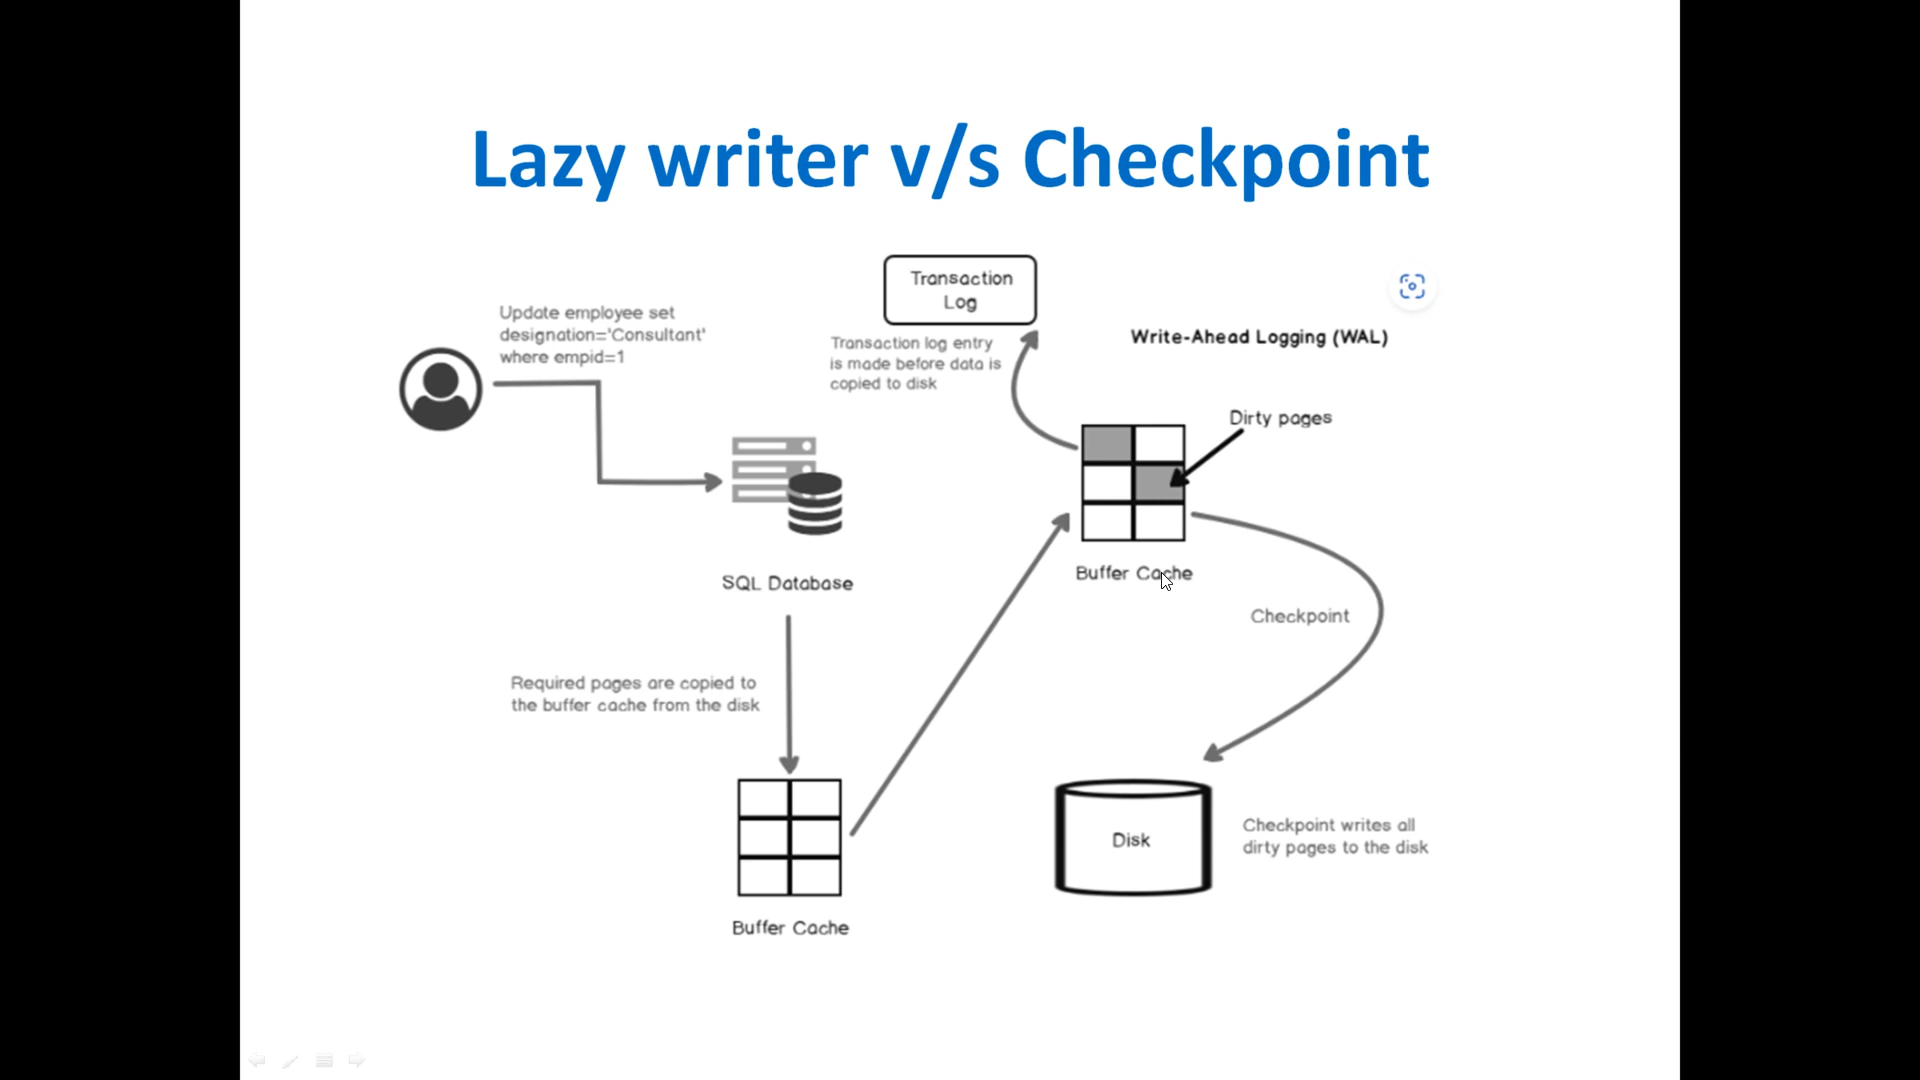 Lazy writer v/s Checkpoint
Transaction
Log
Update employee set
designation='Consultant'
where empid=1
Transaction log entry
is made before data is
copied to disk
Write-Ahead Logging (WAL)
Dirty pages
SQL Database
Buffer Cache
Checkpoint
Required pages are copied to
the buffer cache from the disk
Disk
Checkpoint writes all
dirty pages to the disk
Buffer Cache